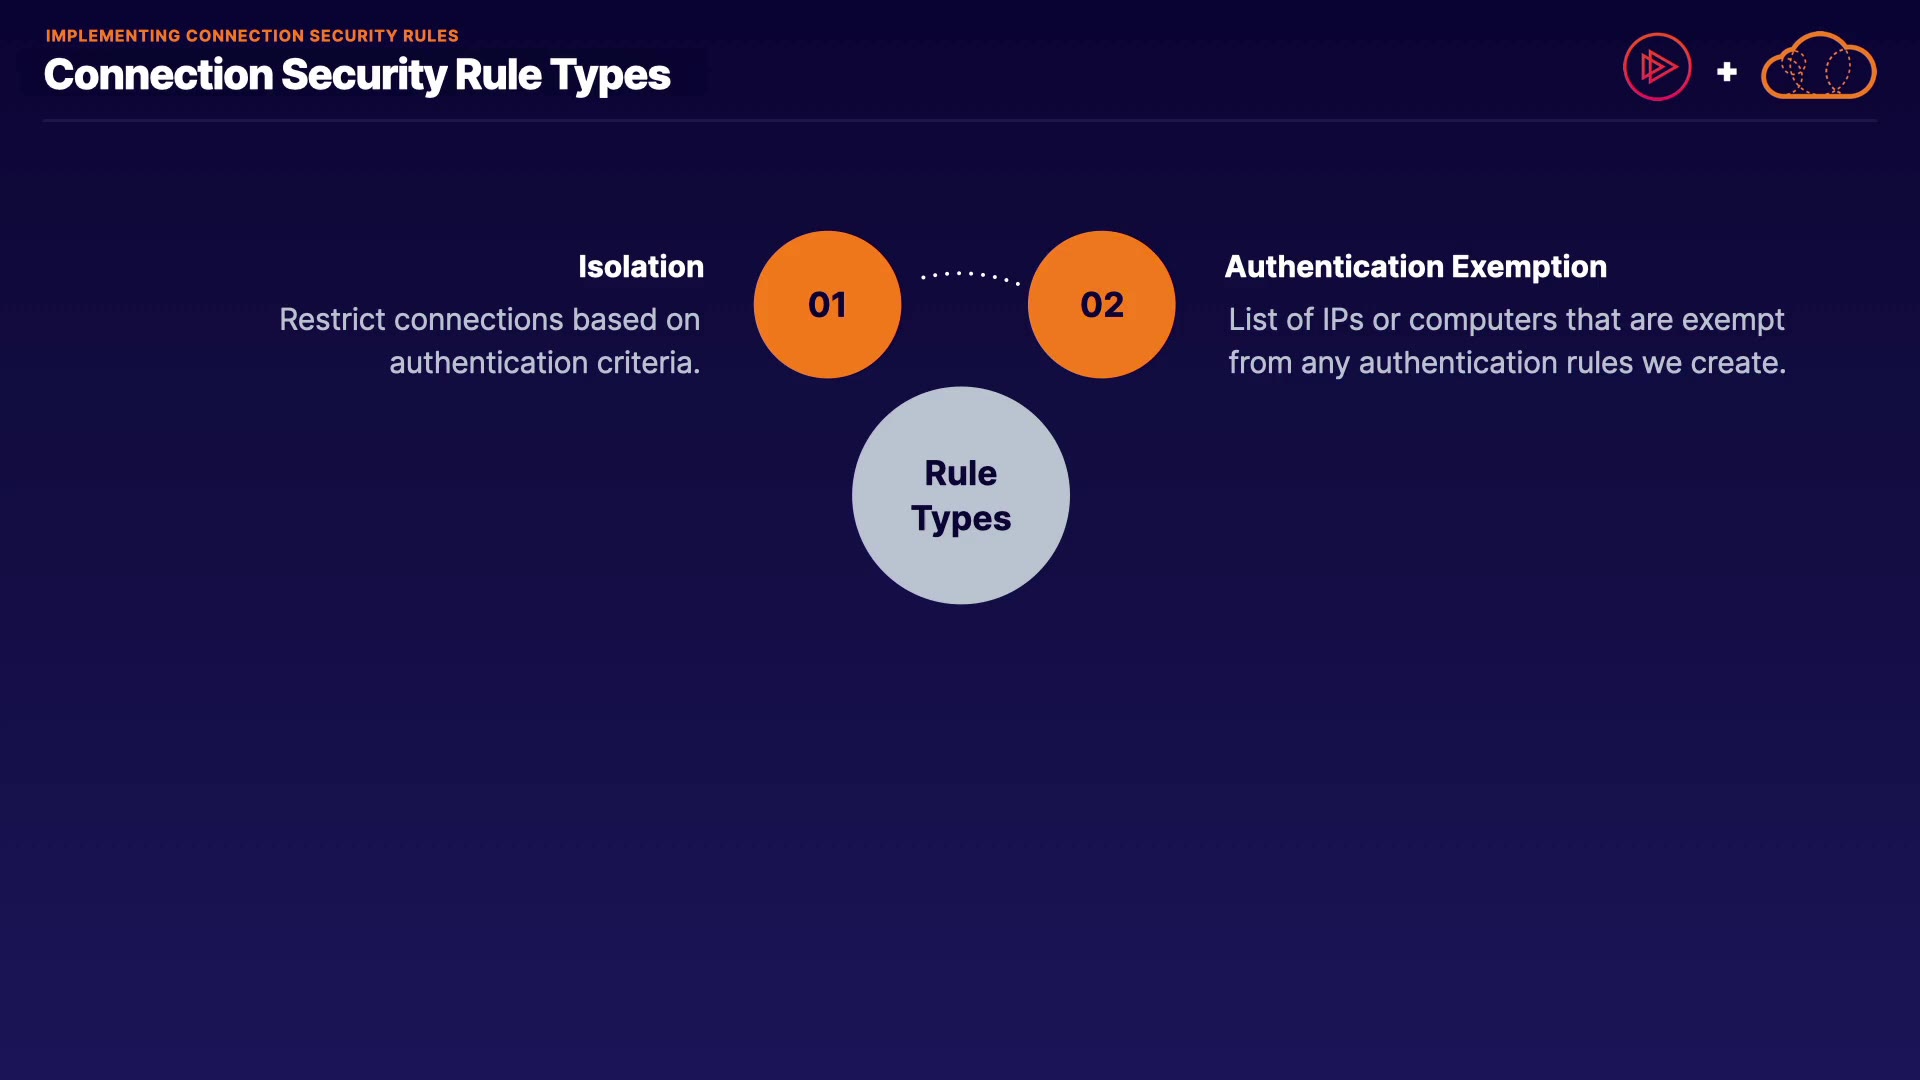 IMPLEMENTING CONNECTION SECURITY RULES
Connection Security Rule Types
Isolation
Restrict connections based on
authentication criteria.
01
02
Authentication Exemption
List of IPs or computers that are exempt
from any authentication rules we create.
Rule
Types